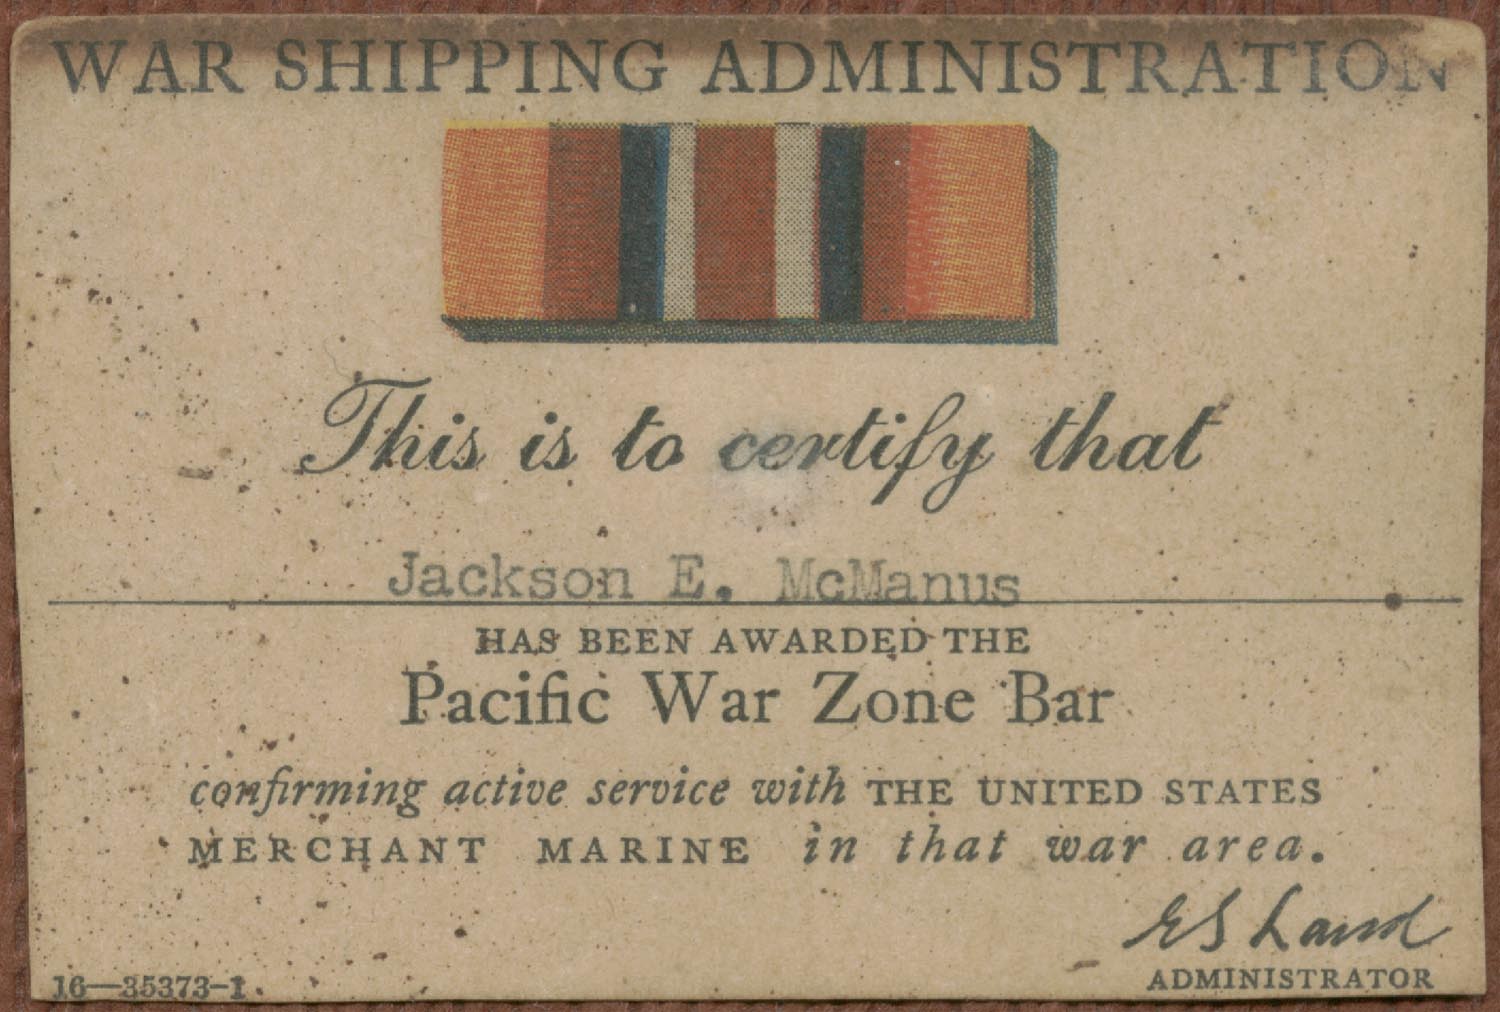 WAR SHIPPING ADMINISTRATION
This is to certify that
Jackson E. McManus
HAS BEEN AWARDED THE
Pacific War Zone Bar
confirming active service with THE UNITED STATES
MERCHANT MARINE in that war area.
E S Land
ADMINISTRATOR
16—35373-1